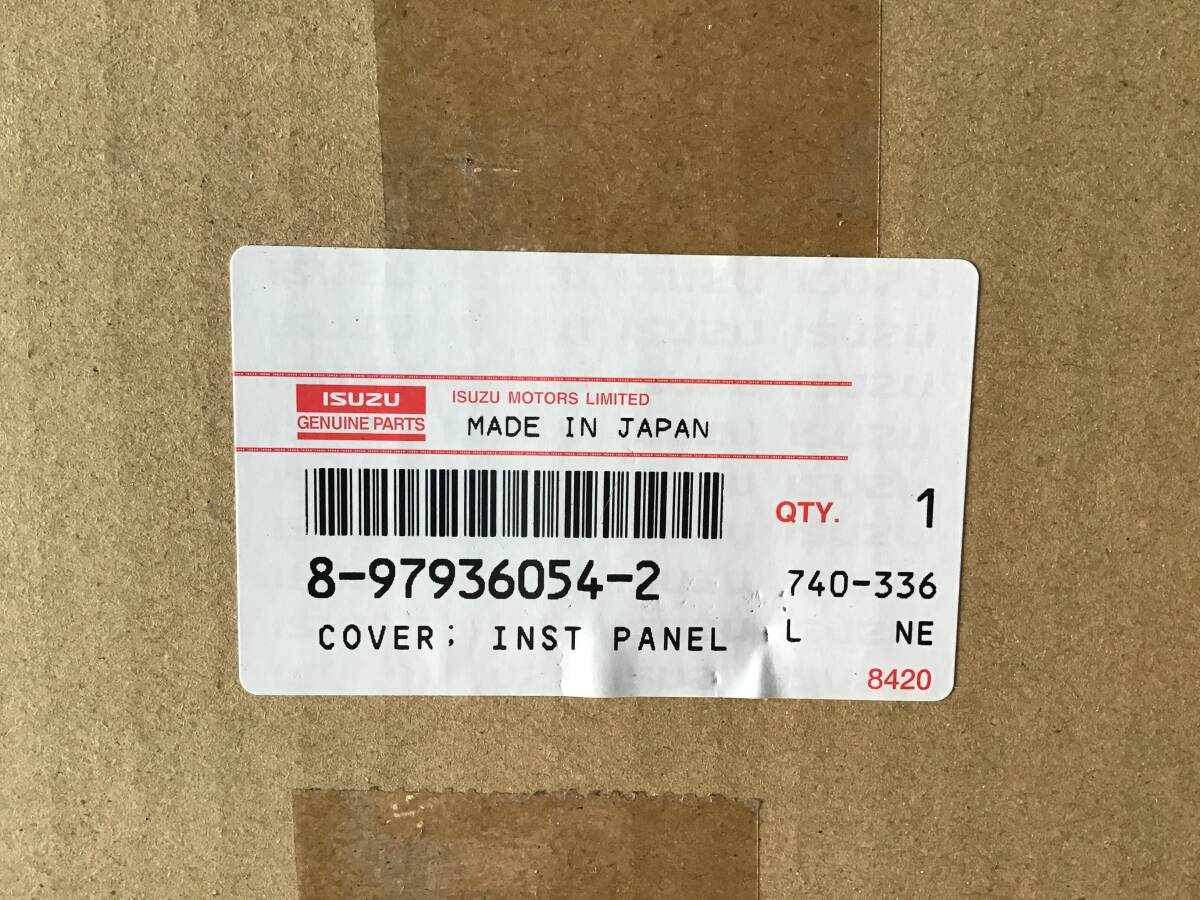 ISUZU
GENUINE PARTS
ISUZU MOTORS LIMITED
MADE IN JAPAN
QTY. 1
8-97936054-2 740-336
COVER; INST PANEL L NE
8420